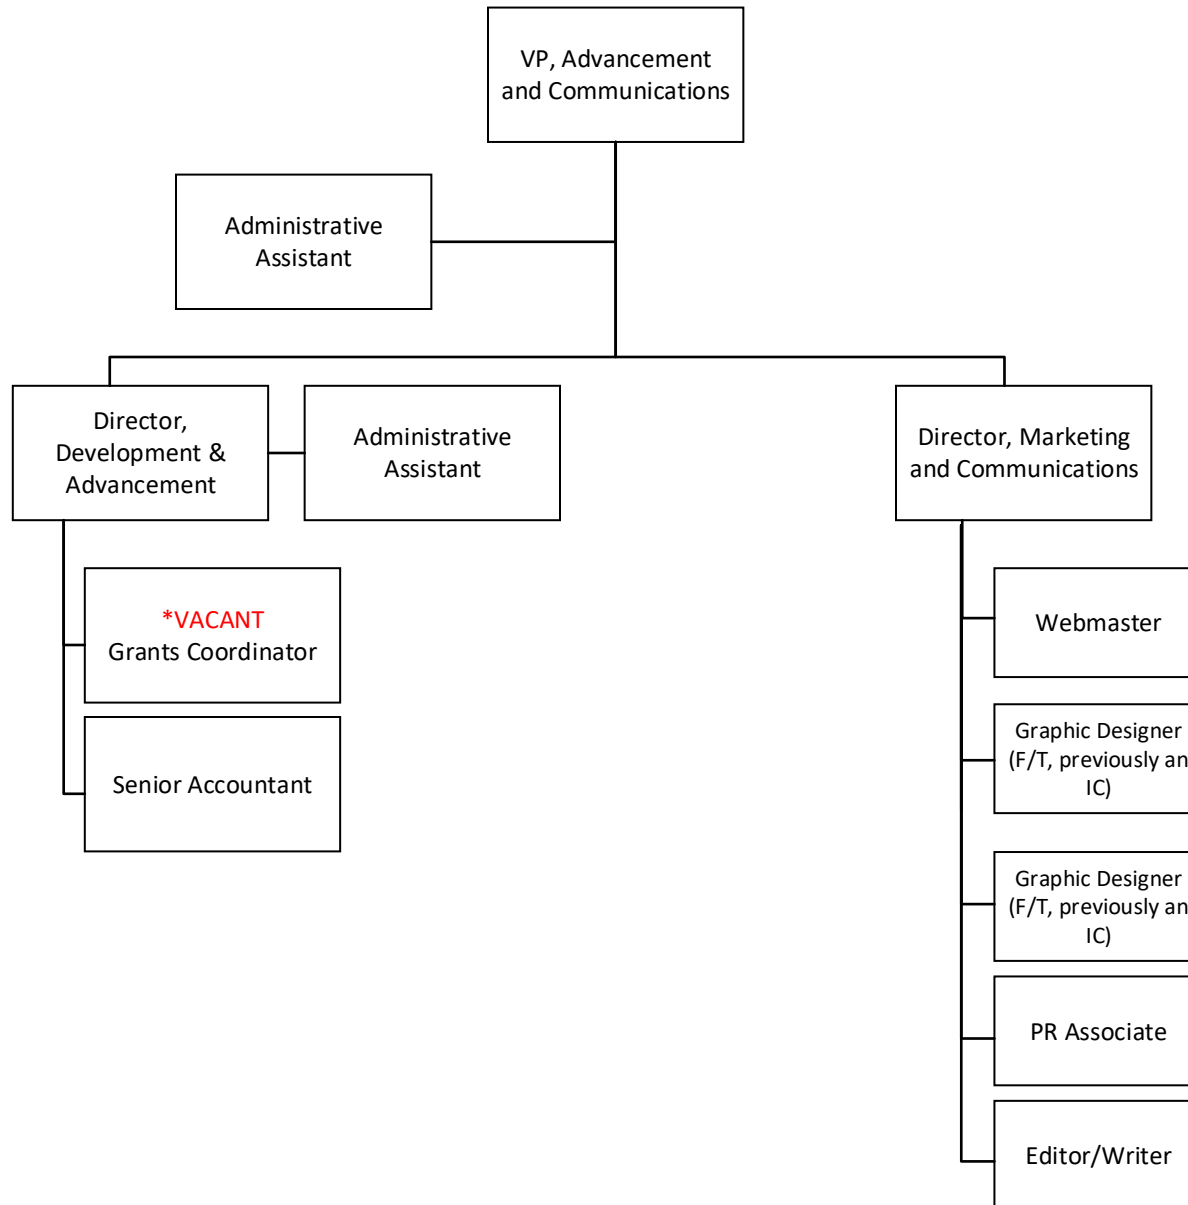 VP, Advancement
and Communications
Administrative
Assistant
Director,
Development &
Advancement
Administrative
Assistant
Director, Marketing
and Communications
*VACANT
Grants Coordinator
Senior Accountant
Webmaster
Graphic Designer
(F/T, previously an
IC)
Graphic Designer
(F/T, previously an
IC)
PR Associate
Editor/Writer